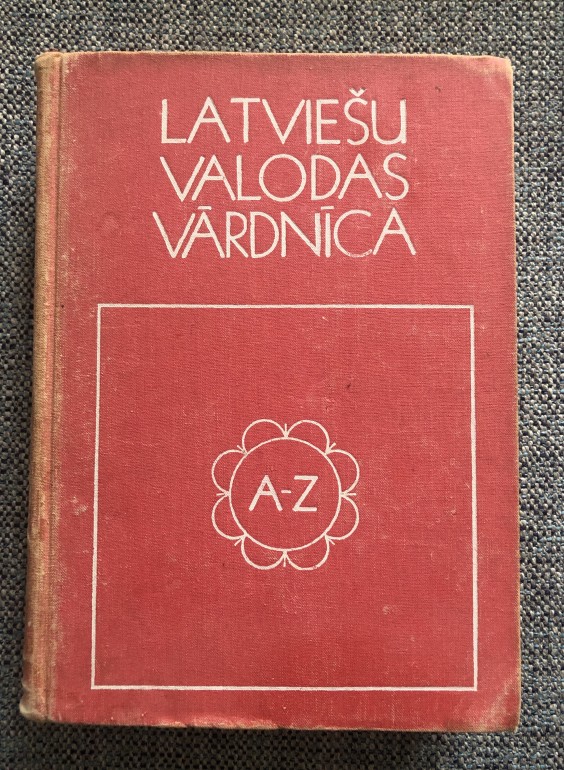 LATVIEŠU
VALODAS
VĀRDNĪCA
A-Z